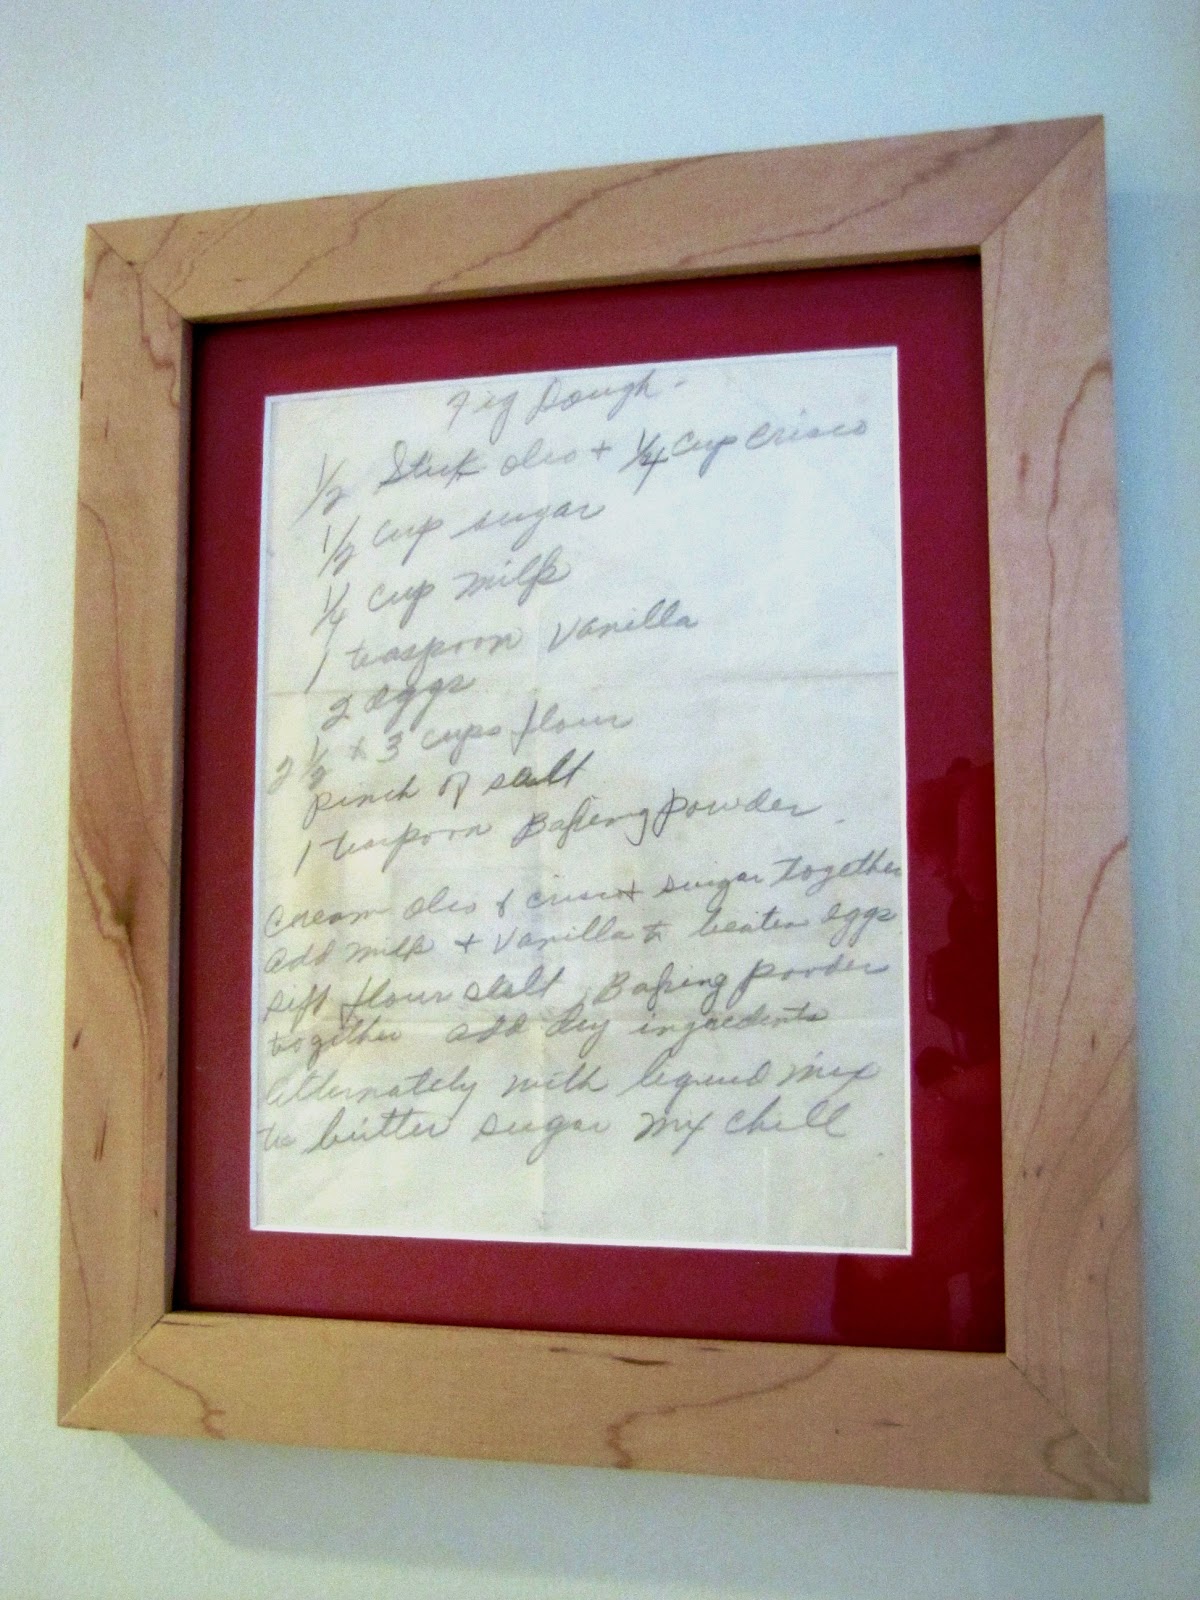 Fig Dough -
1/2 Stick oleo + 1/4 cup crisco
1/2 cup sugar
1/4 cup milk
1 teaspoon Vanilla
2 eggs
2 1/2 to 3 cups flour
pinch of salt
1 teaspoon Baking powder
Cream oleo & crisco + sugar together
add milk + Vanilla to beaten eggs
sift flour salt, Baking powder
together add dry ingredients
alternately with liquid mix
to butter sugar mix chill